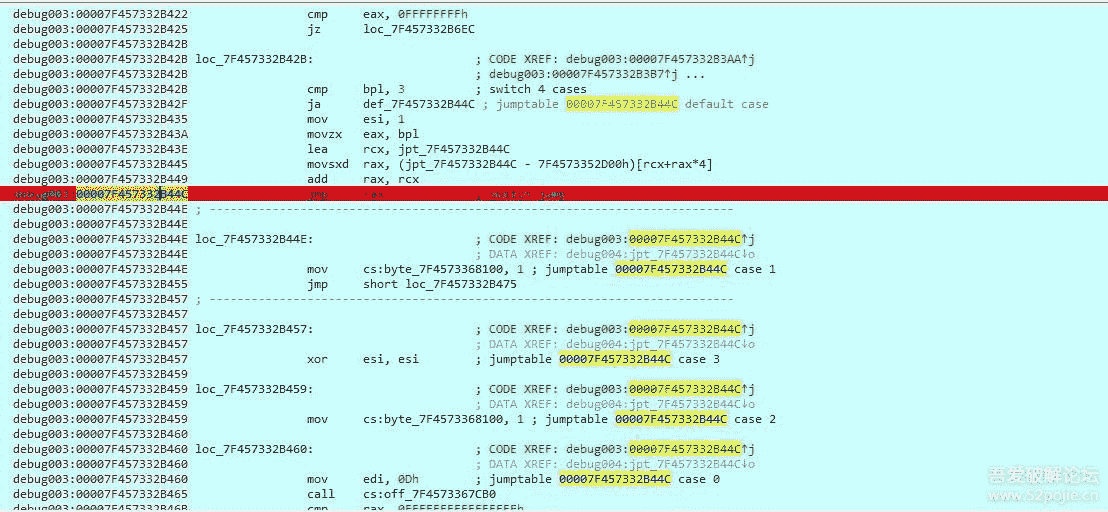 debug003:00007F457332B422 cmp eax, 0FFFFFFFFh
debug003:00007F457332B425 jz loc_7F457332B6EC
debug003:00007F457332B42B
debug003:00007F457332B42B loc_7F457332B42B: ; CODE XREF: debug003:00007F457332B3AA↑j
debug003:00007F457332B42B ; debug003:00007F457332B3B7↑j ...
debug003:00007F457332B42B cmp bpl, 3 ; switch 4 cases
debug003:00007F457332B42F ja def_7F457332B44C ; jumptable 00007F457332B44C default case
debug003:00007F457332B435 mov esi, 1
debug003:00007F457332B43A movzx eax, bpl
debug003:00007F457332B43E lea rcx, jpt_7F457332B44C
debug003:00007F457332B445 movsxd rax, (jpt_7F457332B44C - 7F4573352D00h)[rcx+rax*4]
debug003:00007F457332B449 add rax, rcx
00007F457332B44C
debug003:00007F457332B44E ; ---------------------------------------------------------------------------
debug003:00007F457332B44E
debug003:00007F457332B44E loc_7F457332B44E: ; CODE XREF: debug003:00007F457332B44C↑j
debug003:00007F457332B44E ; DATA XREF: debug004:jpt_7F457332B44C↓o
debug003:00007F457332B44E mov cs:byte_7F4573368100, 1 ; jumptable 00007F457332B44C case 1
debug003:00007F457332B455 jmp short loc_7F457332B475
debug003:00007F457332B457 ; ---------------------------------------------------------------------------
debug003:00007F457332B457
debug003:00007F457332B457 loc_7F457332B457: ; CODE XREF: debug003:00007F457332B44C↑j
debug003:00007F457332B457 ; DATA XREF: debug004:jpt_7F457332B44C↓o
debug003:00007F457332B457 xor esi, esi ; jumptable 00007F457332B44C case 3
debug003:00007F457332B459
debug003:00007F457332B459 loc_7F457332B459: ; CODE XREF: debug003:00007F457332B44C↑j
debug003:00007F457332B459 ; DATA XREF: debug004:jpt_7F457332B44C↓o
debug003:00007F457332B459 mov cs:byte_7F4573368100, 1 ; jumptable 00007F457332B44C case 2
debug003:00007F457332B460
debug003:00007F457332B460 loc_7F457332B460: ; CODE XREF: debug003:00007F457332B44C↑j
debug003:00007F457332B460 ; DATA XREF: debug004:jpt_7F457332B44C↓o
debug003:00007F457332B460 mov edi, 0Dh ; jumptable 00007F457332B44C case 0
debug003:00007F457332B465 call cs:off_7F4573367CB0
debug003:00007F457332B46B cmp rax, 0FFFFFFFFFFFFFFFFh
吾爱破解论坛
www.52pojie.cn